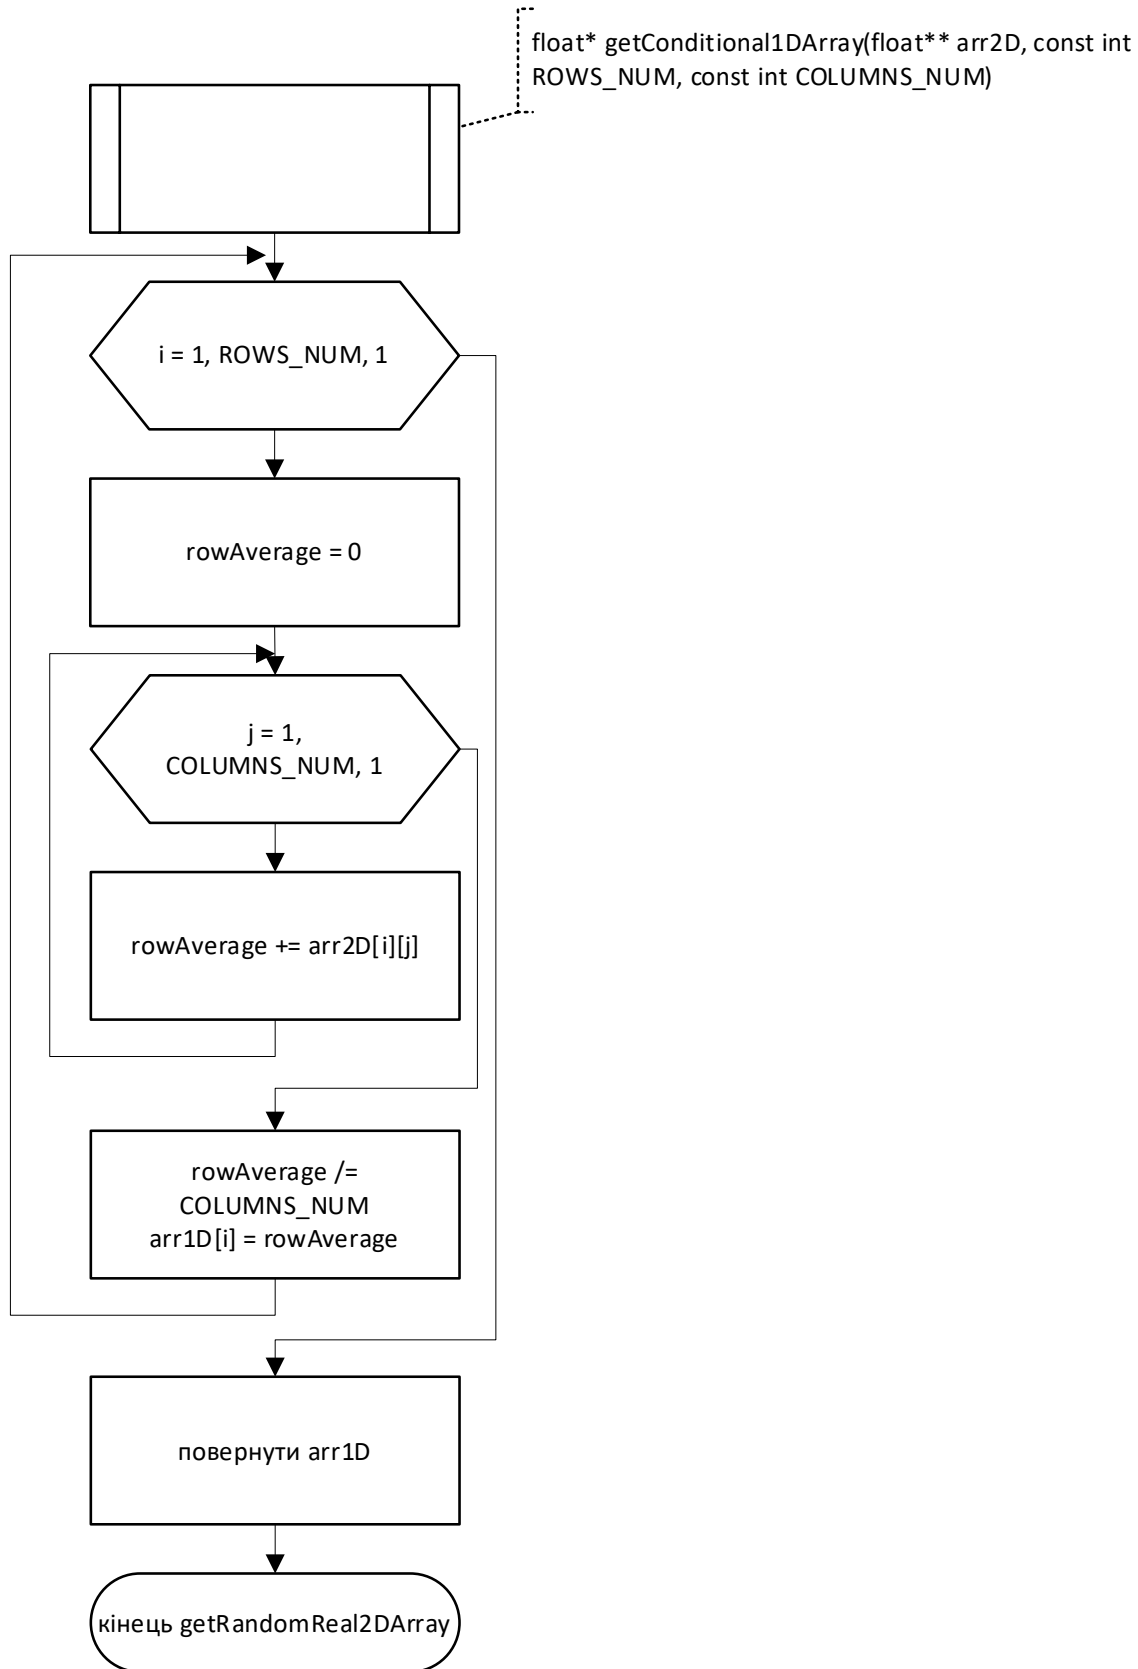 float* getConditional1DArray(float** arr2D, const int
ROWS_NUM, const int COLUMNS_NUM)
i = 1, ROWS_NUM, 1
rowAverage = 0
j = 1,
COLUMNS_NUM, 1
rowAverage += arr2D[i][j]
rowAverage /=
COLUMNS_NUM
arr1D[i] = rowAverage
повернути arr1D
кінець getRandomReal2DArray